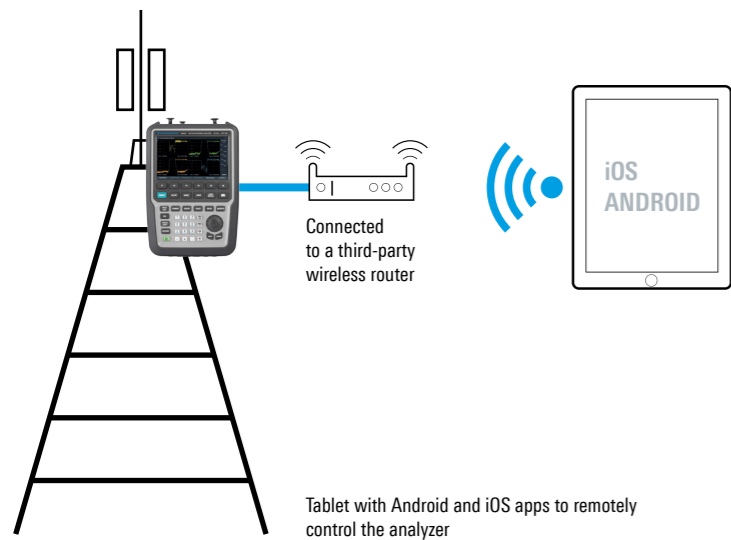 iOS
ANDROID
Connected
to a third-party
wireless router
Tablet with Android and iOS apps to remotely
control the analyzer